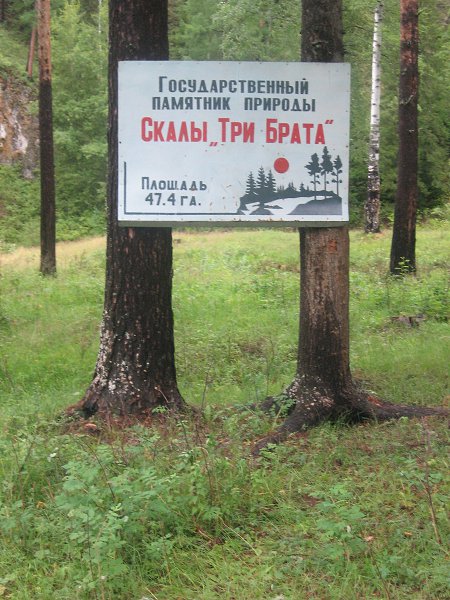 Государственный
памятник природы
Скалы „Три Брата"
Площадь
47.4 га.